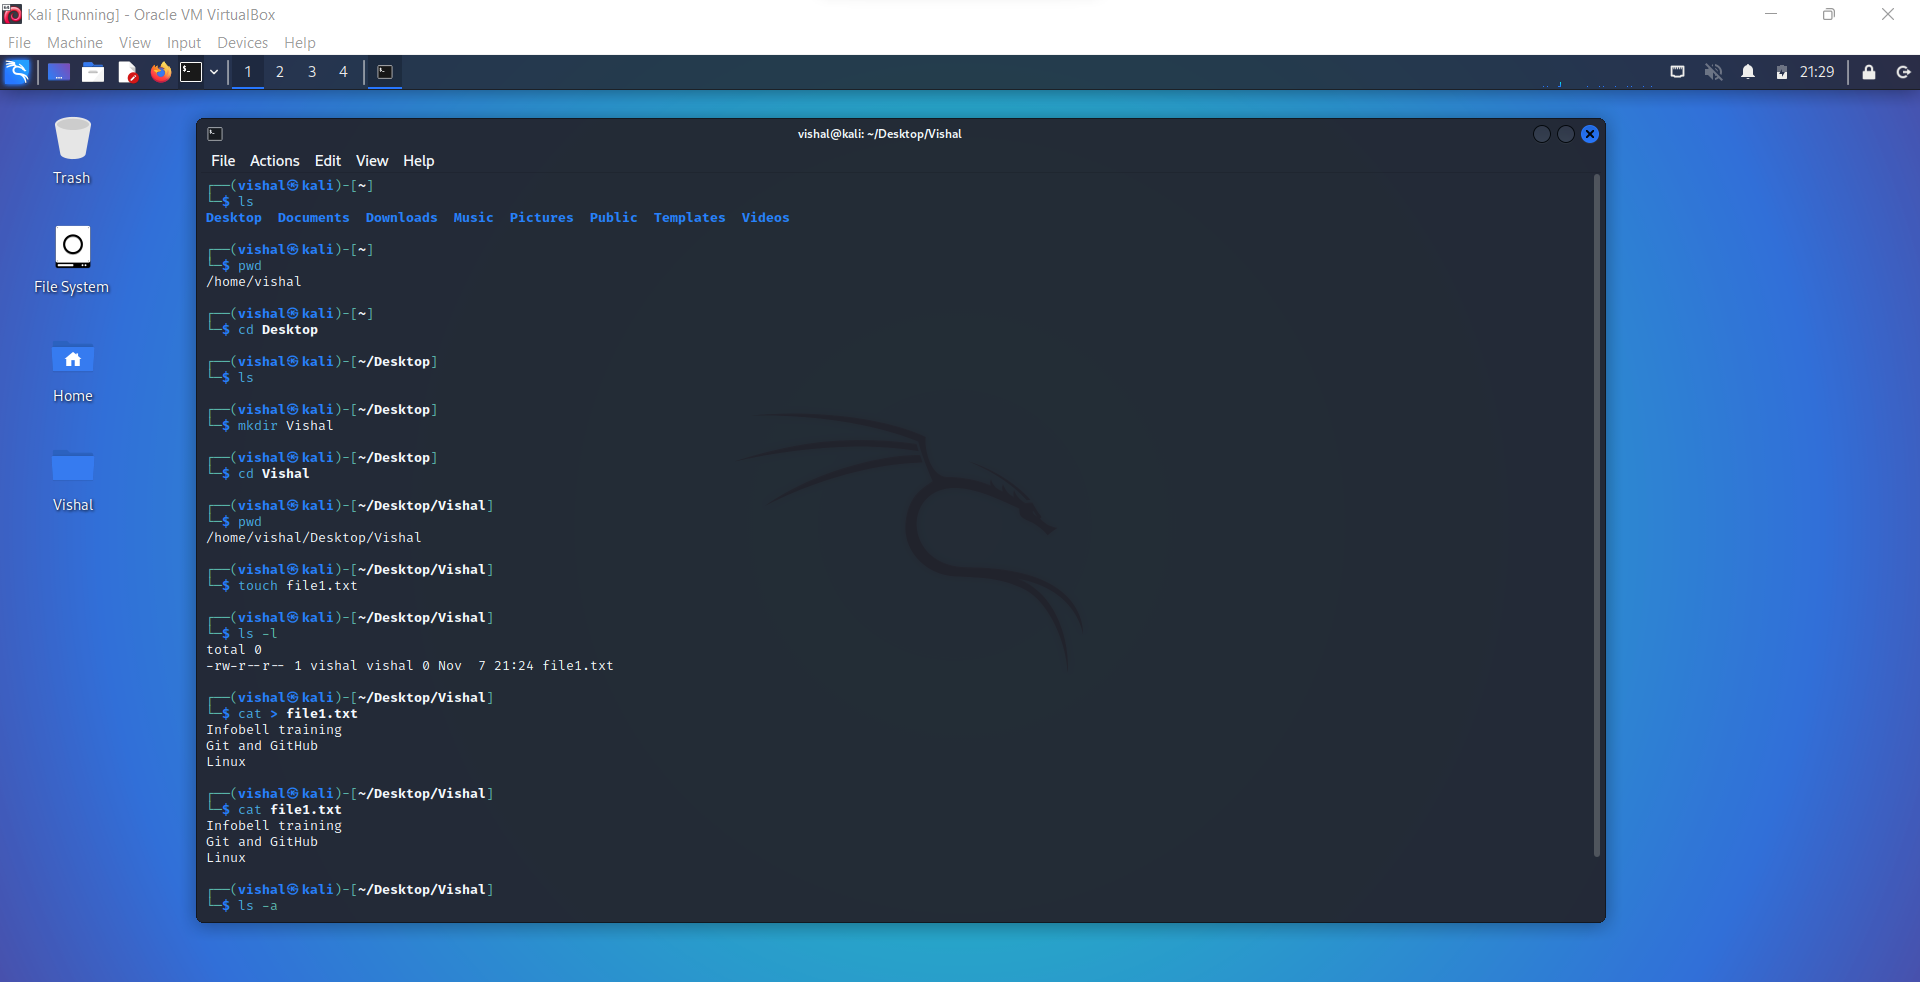 Kali [Running] - Oracle VM VirtualBox
File Machine View Input Devices Help
1 2 3 4 21:29
Trash
File System
Home
Vishal
vishal@kali: ~/Desktop/Vishal
File Actions Edit View Help
┌──(vishal㉿kali)-[~]
└─$ ls
Desktop Documents Downloads Music Pictures Public Templates Videos
┌──(vishal㉿kali)-[~]
└─$ pwd
/home/vishal
┌──(vishal㉿kali)-[~]
└─$ cd Desktop
┌──(vishal㉿kali)-[~/Desktop]
└─$ ls
┌──(vishal㉿kali)-[~/Desktop]
└─$ mkdir Vishal
┌──(vishal㉿kali)-[~/Desktop]
└─$ cd Vishal
┌──(vishal㉿kali)-[~/Desktop/Vishal]
└─$ pwd
/home/vishal/Desktop/Vishal
┌──(vishal㉿kali)-[~/Desktop/Vishal]
└─$ touch file1.txt
┌──(vishal㉿kali)-[~/Desktop/Vishal]
└─$ ls -l
total 0
-rw-r--r-- 1 vishal vishal 0 Nov  7 21:24 file1.txt
┌──(vishal㉿kali)-[~/Desktop/Vishal]
└─$ cat > file1.txt
Infobell training
Git and GitHub
Linux
┌──(vishal㉿kali)-[~/Desktop/Vishal]
└─$ cat file1.txt
Infobell training
Git and GitHub
Linux
┌──(vishal㉿kali)-[~/Desktop/Vishal]
└─$ ls -a